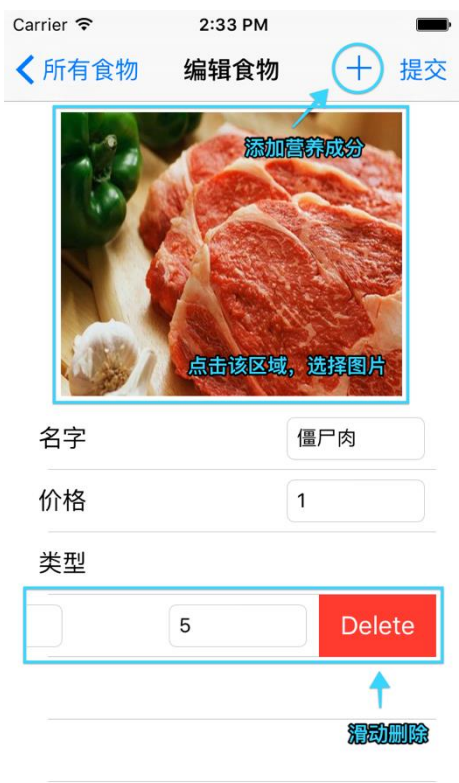 Carrier 2:33 PM
所有食物 编辑食物 提交
添加营养成分
点击该区域，选择图片
名字 僵尸肉
价格 1
类型
5 Delete
滑动删除